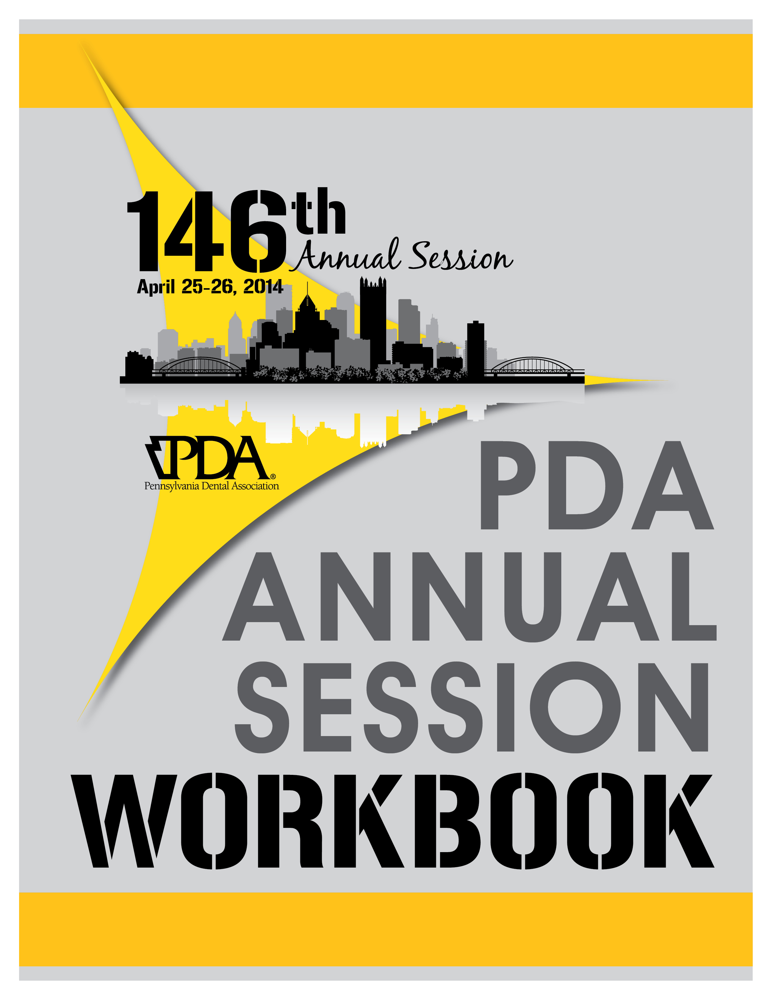 146th
Annual Session
April 25-26, 2014
PDA®
Pennsylvania Dental Association
PDA
ANNUAL
SESSION
WORKBOOK